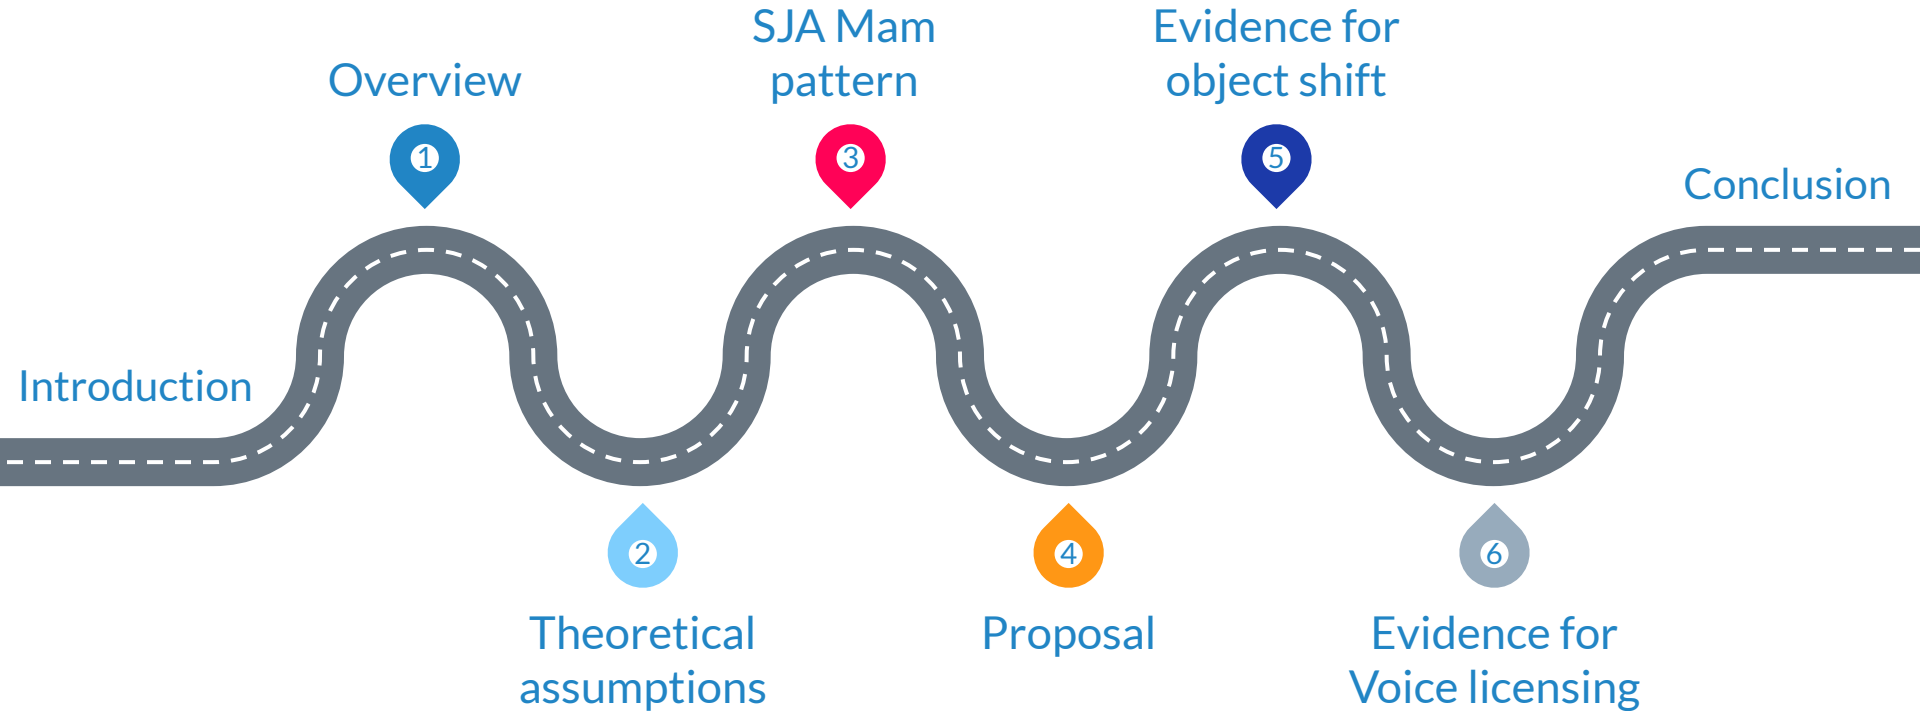 Introduction
Overview
1
2
Theoretical
assumptions
SJA Mam
pattern
3
4
Proposal
Evidence for
object shift
5
6
Evidence for
Voice licensing
Conclusion